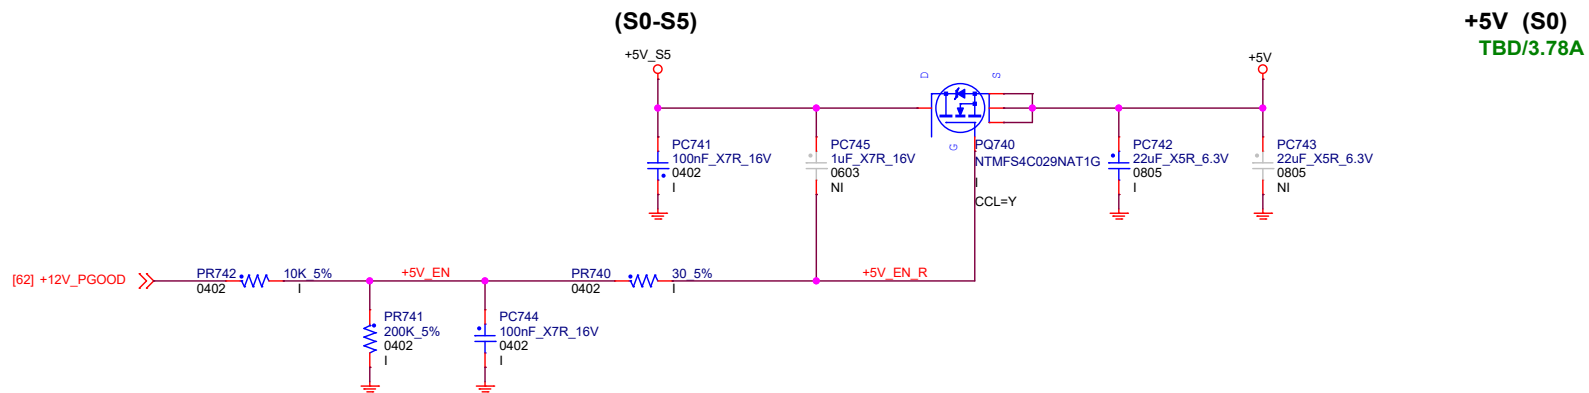 (S0-S5)
+5V (S0)
TBD/3.78A
+5V_S5
+5V
D
S
G
PC741
100nF_X7R_16V
0402
I
PC745
1uF_X7R_16V
0603
NI
PQ740
NTMFS4C029NAT1G
I
CCL=Y
PC742
22uF_X5R_6.3V
0805
I
PC743
22uF_X5R_6.3V
0805
NI
[62] +12V_PGOOD
PR742
10K_5%
0402
I
+5V_EN
PR740
30_5%
0402
I
+5V_EN_R
PR741
200K_5%
0402
I
PC744
100nF_X7R_16V
0402
I